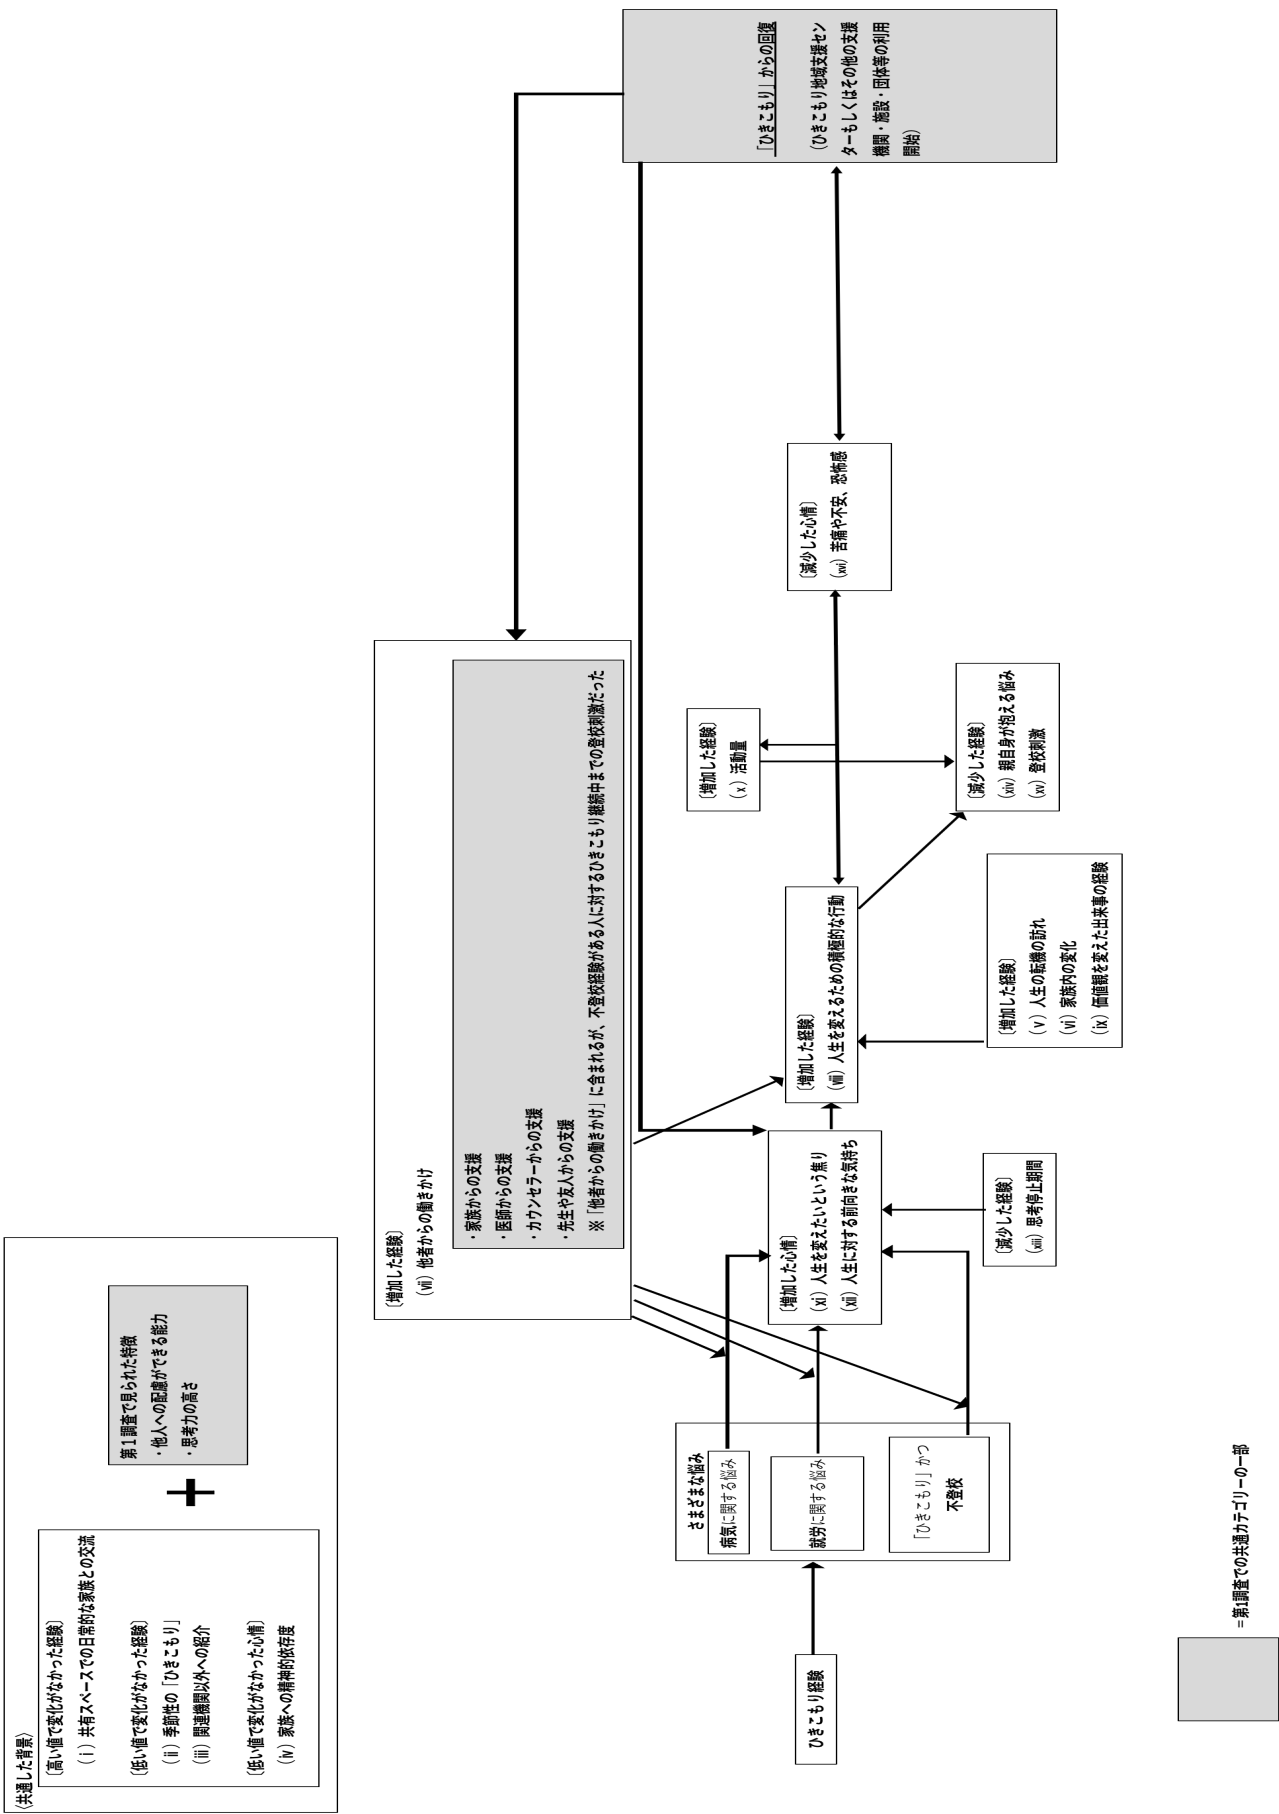 〈共通した背景〉
〔高い値で変化がなかった経験〕
（ⅰ）共有スペースでの日常的な家族との交流
〔低い値で変化がなかった経験〕
（ⅱ）季節性の「ひきこもり」
（ⅲ）関連機関以外への紹介
〔低い値で変化がなかった心情〕
（ⅳ）家族への精神的依存度
第１調査で見られた特徴
・他人への配慮ができる能力
・思考力の高さ
〔増加した経験〕
（ⅶ）他者からの働きかけ
・家族からの支援
・医師からの支援
・カウンセラーからの支援
・先生や友人からの支援
※「他者からの働きかけ」に含まれるが、不登校経験がある人に対するひきこもり継続中までの登校刺激だった
ひきこもり経験
さまざまな悩み
病気に関する悩み
就労に関する悩み
「ひきこもり」かつ
不登校
〔増加した心情〕
（ⅺ）人生を変えたいという焦り
（ⅻ）人生に対する前向きな気持ち
〔減少した経験〕
（xiii）思考停止期間
〔増加した経験〕
（ⅷ）人生を変えるための積極的な行動
〔増加した経験〕
（ⅴ）人生の転機の訪れ
（ⅵ）家族内の変化
（ⅸ）価値観を変えた出来事の経験
〔増加した経験〕
（ⅹ）活動量
〔減少した経験〕
（xiv）親自身が抱える悩み
（xv）登校刺激
〔減少した心情〕
（xvi）苦痛や不安、恐怖感
「ひきこもり」からの回復
（ひきこもり地域支援セン
ターもしくはその他の支援
機関・施設・団体等の利用
開始）
＝第1調査での共通カテゴリーの一部